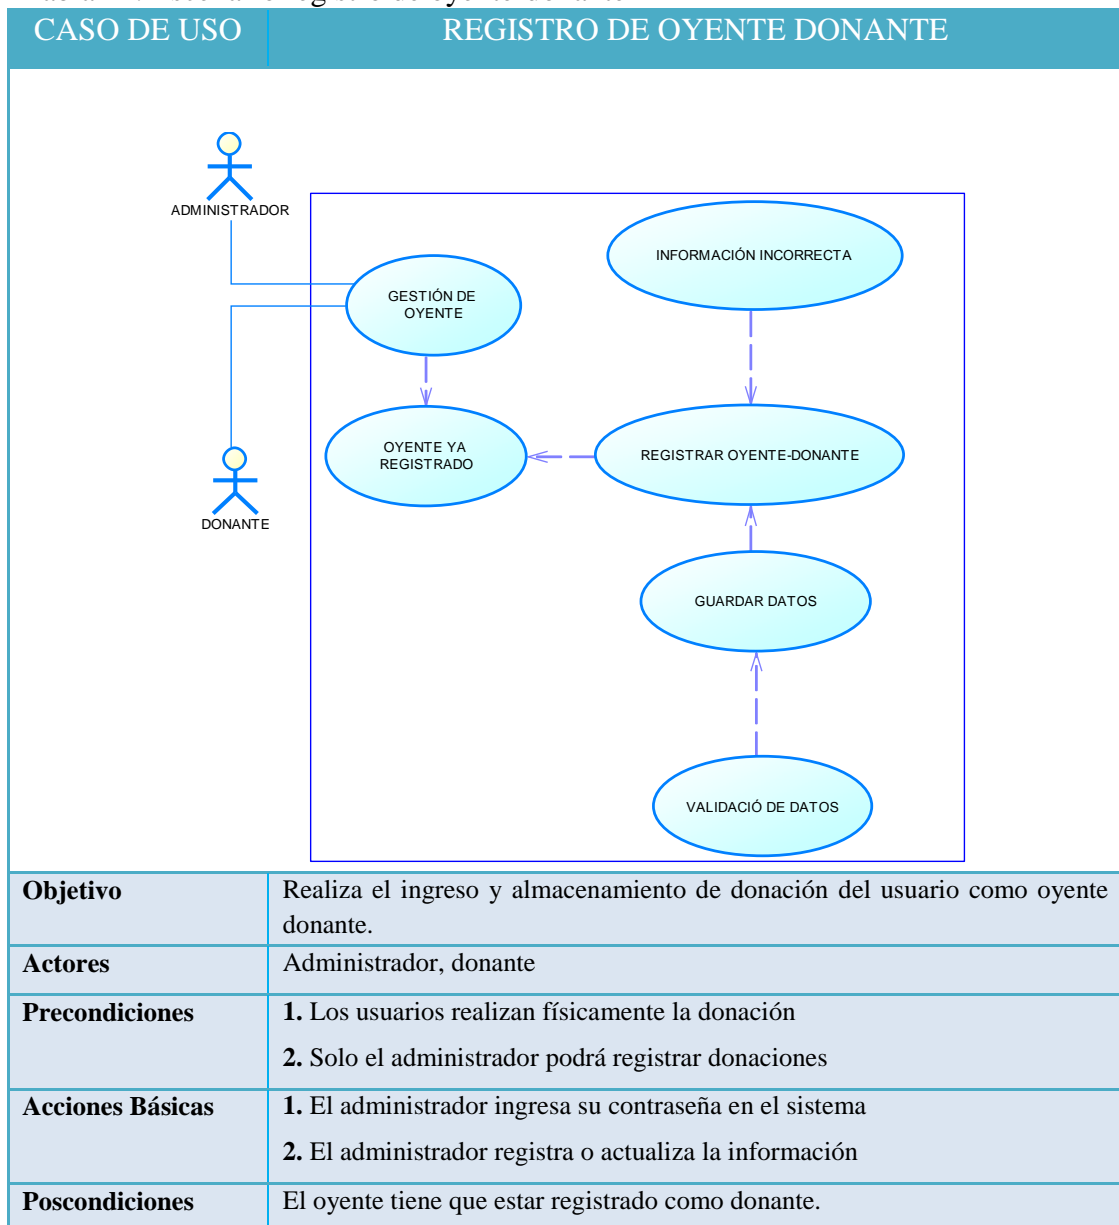 CASO DE USO
REGISTRO DE OYENTE DONANTE
ADMINISTRADOR
INFORMACIÓN INCORRECTA
GESTIÓN DE
OYENTE
OYENTE YA
REGISTRADO
REGISTRAR OYENTE-DONANTE
DONANTE
GUARDAR DATOS
VALIDACIÓ DE DATOS
Objetivo
Realiza el ingreso y almacenamiento de donación del usuario como oyente
donante.
Actores
Administrador, donante
Precondiciones
1. Los usuarios realizan físicamente la donación
2. Solo el administrador podrá registrar donaciones
Acciones Básicas
1. El administrador ingresa su contraseña en el sistema
2. El administrador registra o actualiza la información
Poscondiciones
El oyente tiene que estar registrado como donante.